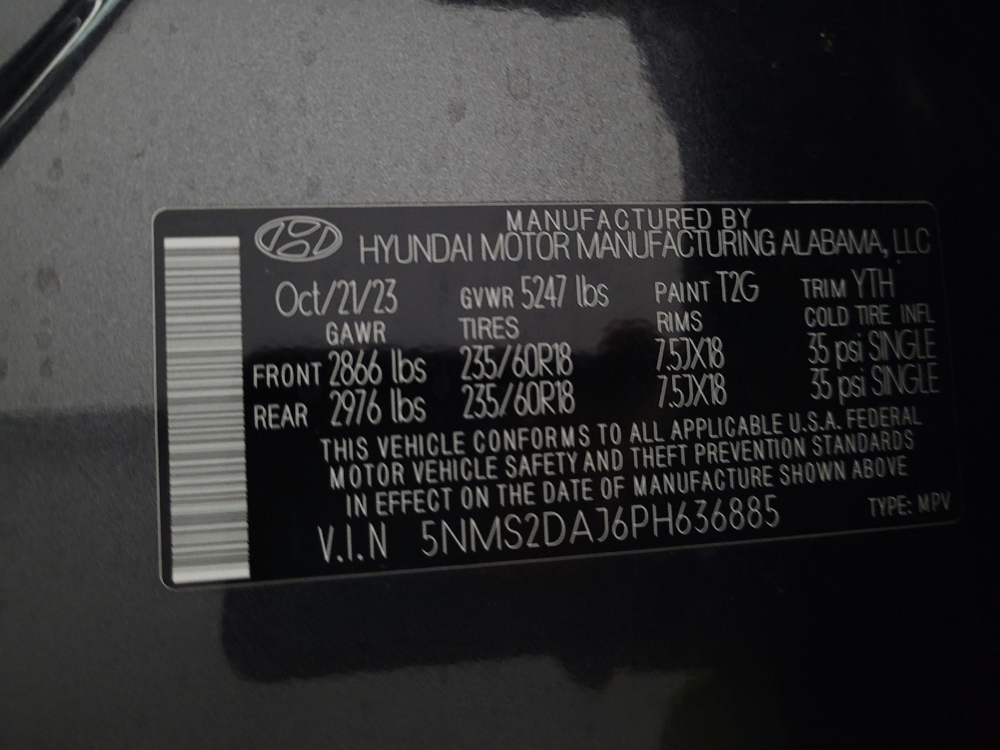 MANUFACTURED BY
HYUNDAI MOTOR MANUFACTURING ALABAMA, LLC
Oct/21/23 GVWR 5247 lbs PAINT T2G TRIM YTH
GAWR TIRES RIMS COLD TIRE INFL
FRONT 2866 lbs 235/60R18 7.5JX18 35 psi SINGLE
REAR 2976 lbs 235/60R18 7.5JX18 35 psi SINGLE
THIS VEHICLE CONFORMS TO ALL APPLICABLE U.S.A. FEDERAL
MOTOR VEHICLE SAFETY AND THEFT PREVENTION STANDARDS
IN EFFECT ON THE DATE OF MANUFACTURE SHOWN ABOVE
V.I.N 5NMS2DAJ6PH636885 TYPE: MPV